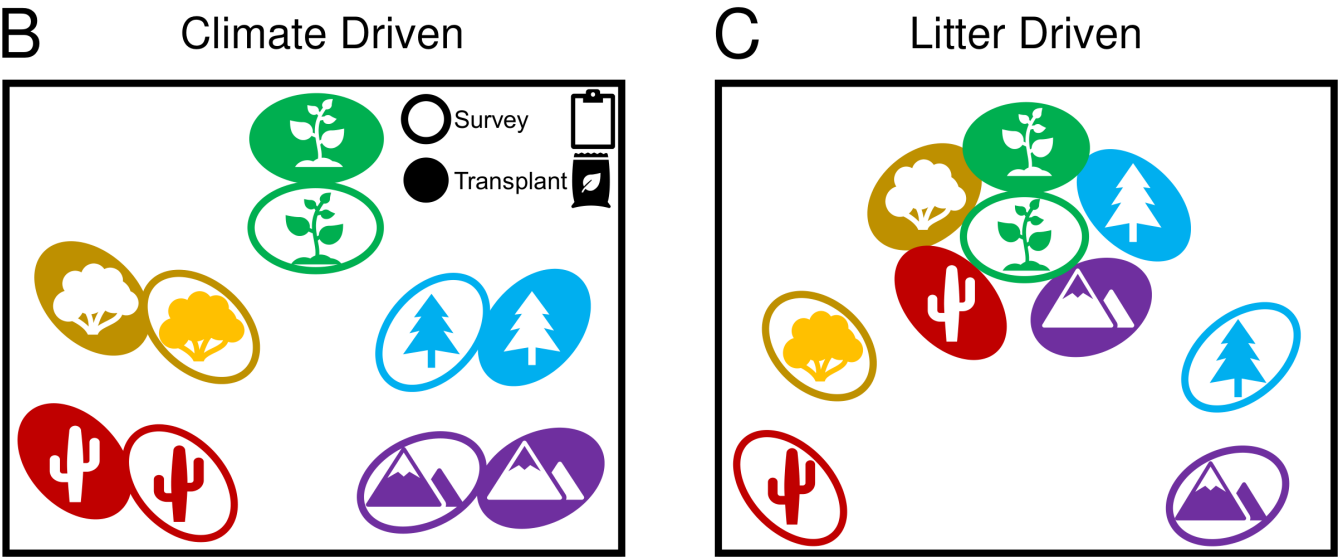 B
Climate Driven
Survey
Transplant
C
Litter Driven